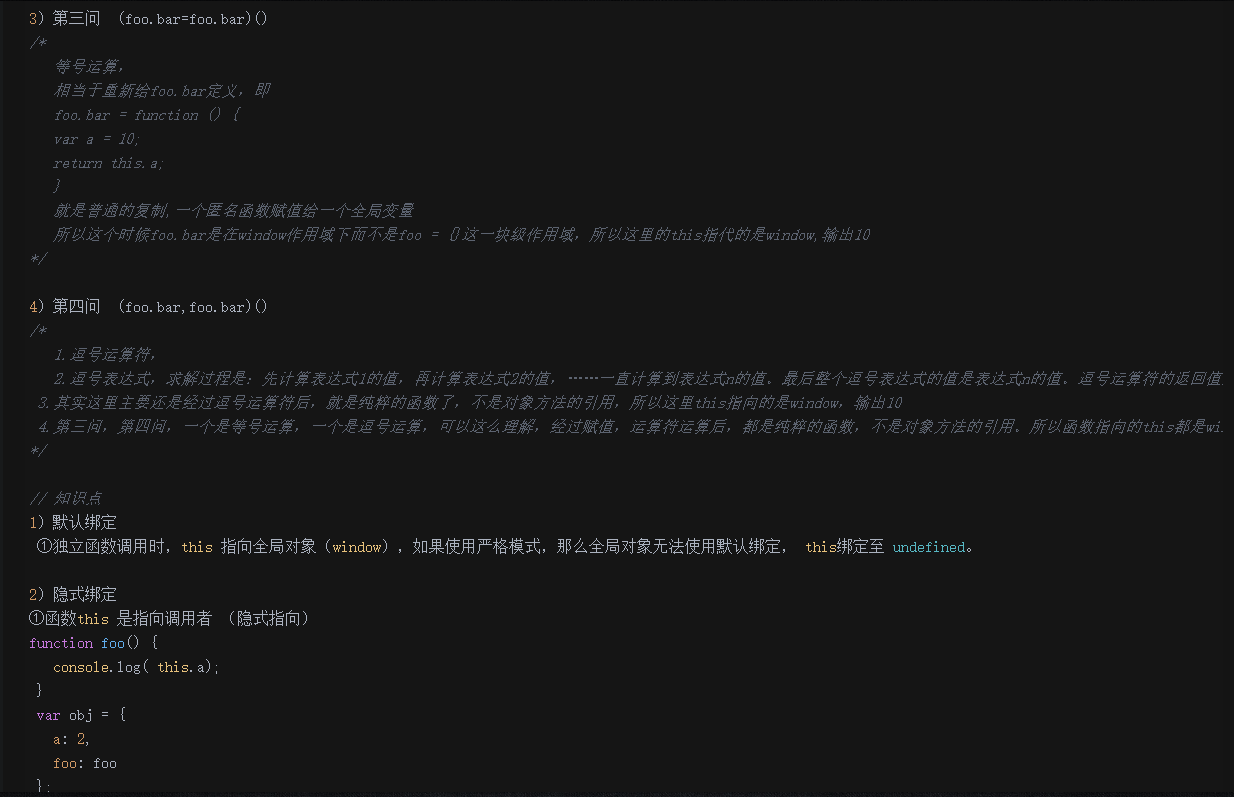 3) 第三问 (foo.bar=foo.bar)()
/*
等号运算,
相当于重新给foo.bar定义, 即
foo.bar = function () {
var a = 10;
return this.a;
}
就是普通的复制,一个匿名函数赋值给一个全局变量
所以这个时候foo.bar是在window作用域下而不是foo = {}这一块级作用域, 所以这里的this指代的是window,输出10
*/
4) 第四问 (foo.bar,foo.bar)()
/*
1.逗号运算符,
2.逗号表达式, 求解过程是: 先计算表达式1的值, 再计算表达式2的值, ……一直计算到表达式n的值. 最后整个逗号表达式的值是表达式n的值. 逗号运算符的返回值
3.其实这里主要还是经过逗号运算符后, 就是纯粹的函数了, 不是对象方法的引用, 所以这里this指向的是window, 输出10
4.第三问, 第四问, 一个是等号运算, 一个是逗号运算, 可以这么理解, 经过赋值, 运算符运算后, 都是纯粹的函数, 不是对象方法的引用. 所以函数指向的this都是wi
*/
// 知识点
1) 默认绑定
①独立函数调用时, this 指向全局对象 (window) , 如果使用严格模式, 那么全局对象无法使用默认绑定, this绑定至 undefined。
2) 隐式绑定
①函数this 是指向调用者 (隐式指向)
function foo() {
console.log( this.a);
}
var obj = {
a: 2,
foo: foo
};